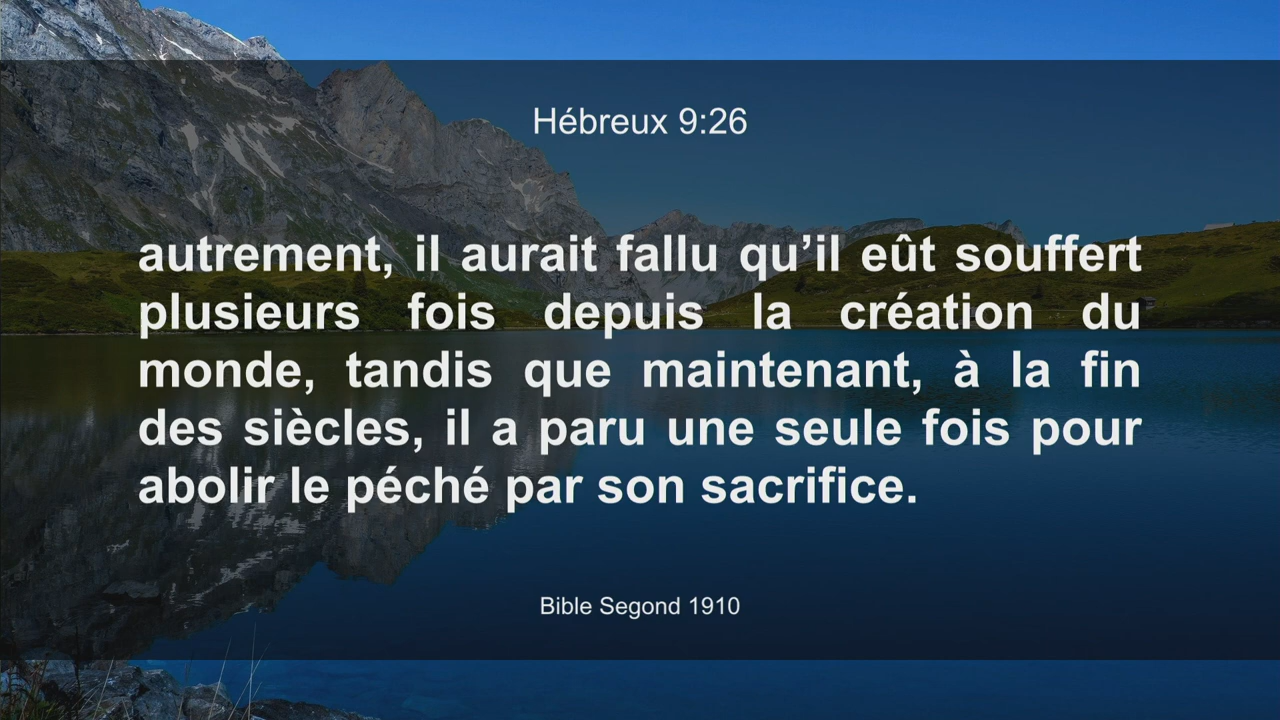 Hébreux 9:26
autrement, il aurait fallu qu’il eût souffert
plusieurs fois depuis la création du
monde, tandis que maintenant, à la fin
des siècles, il a paru une seule fois pour
abolir le péché par son sacrifice.
Bible Segond 1910